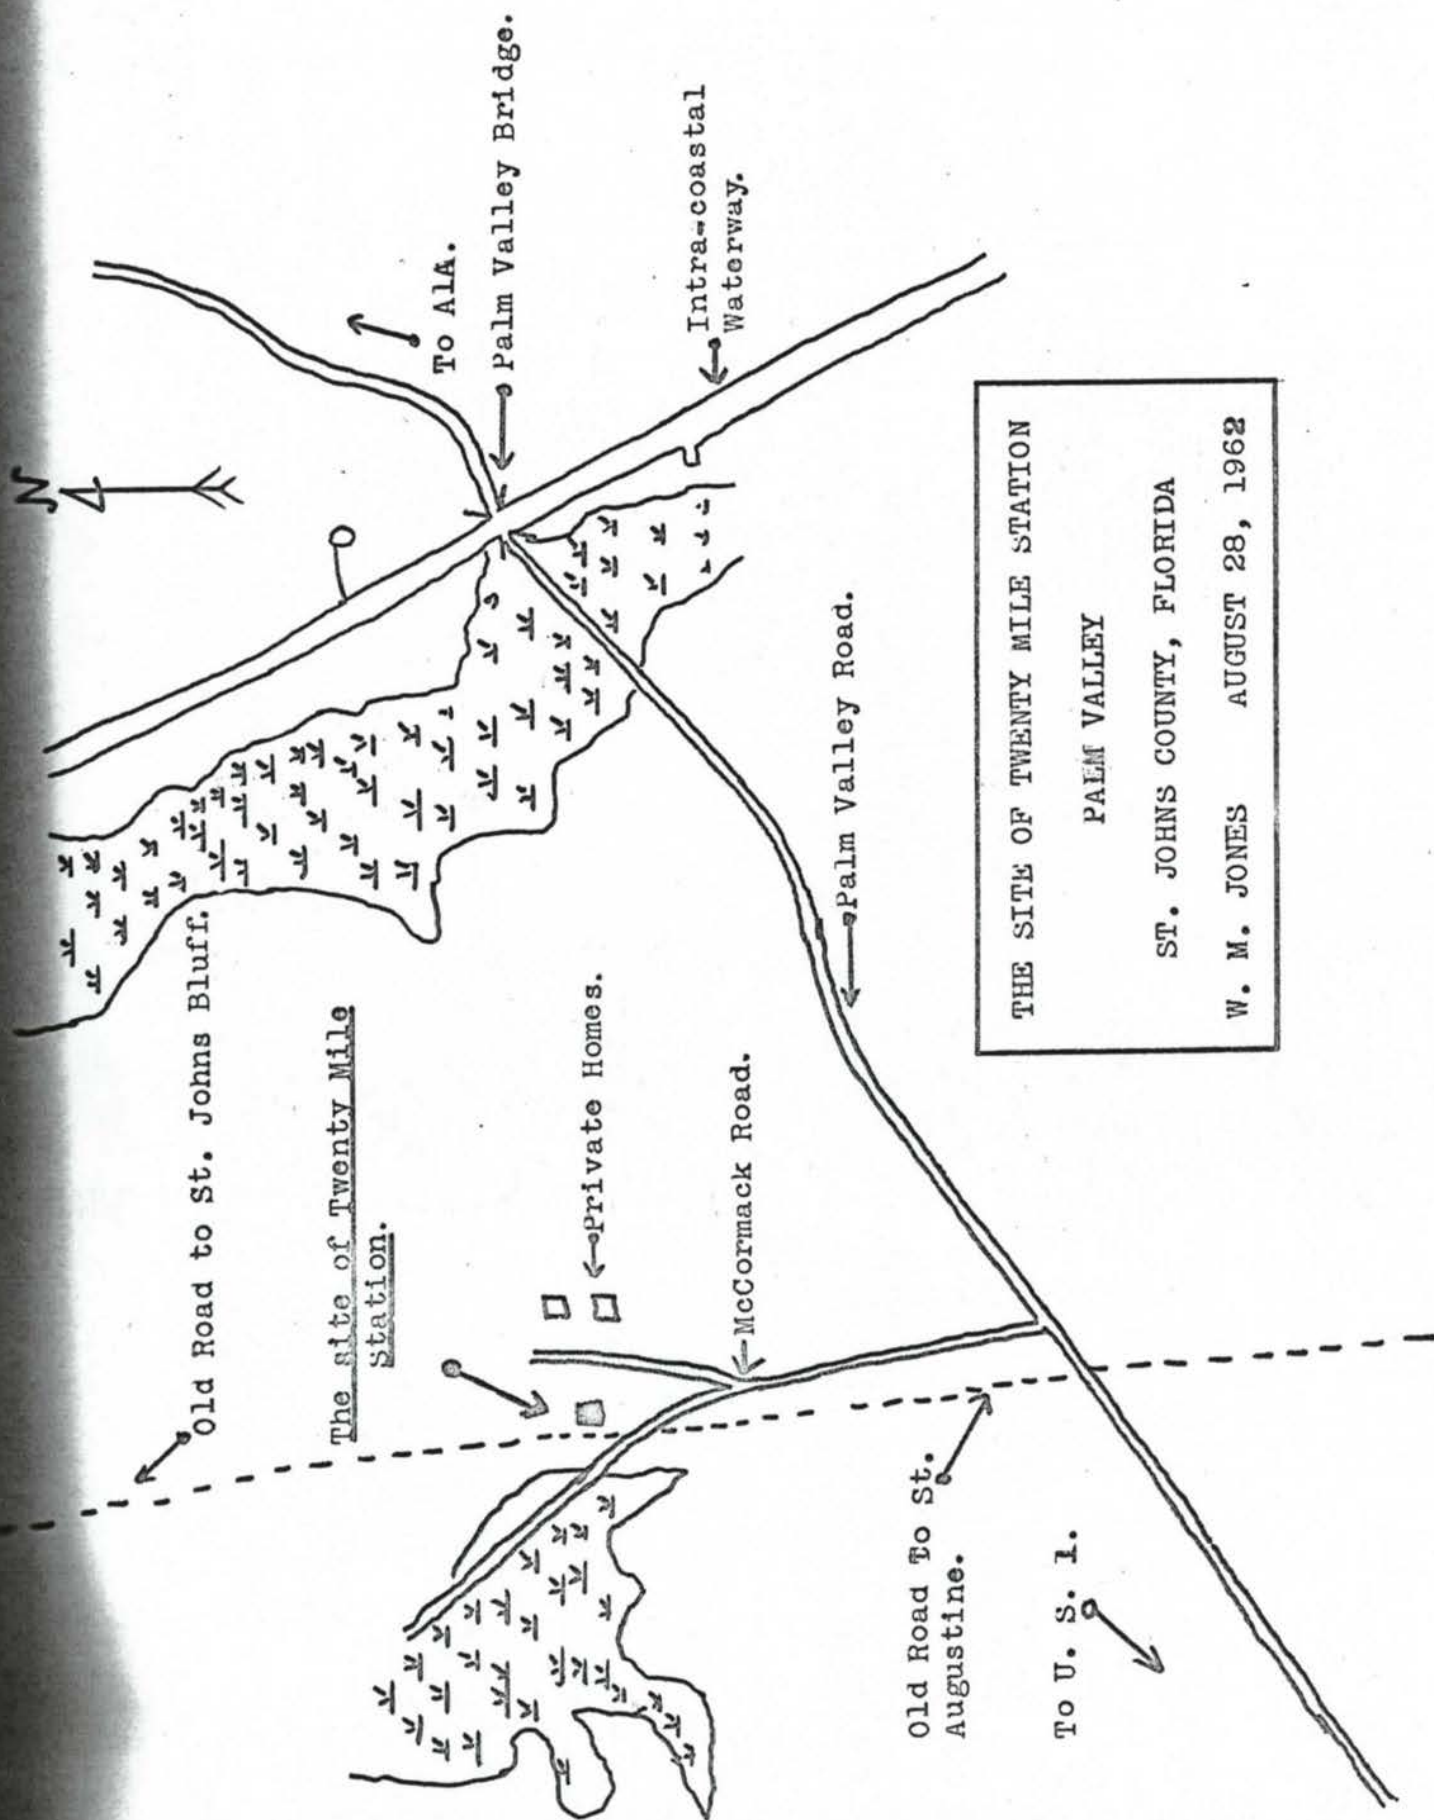 N
Old Road to St. Johns Bluff.
The site of Twenty Mile
Station.
Private Homes.
McCormack Road.
To A1A.
Palm Valley Bridge.
Intra-coastal
Waterway.
Palm Valley Road.
Old Road To St.
Augustine.
To U. S. 1.
THE SITE OF TWENTY MILE STATION
PALM VALLEY
ST. JOHNS COUNTY, FLORIDA
W. M. JONES AUGUST 28, 1962